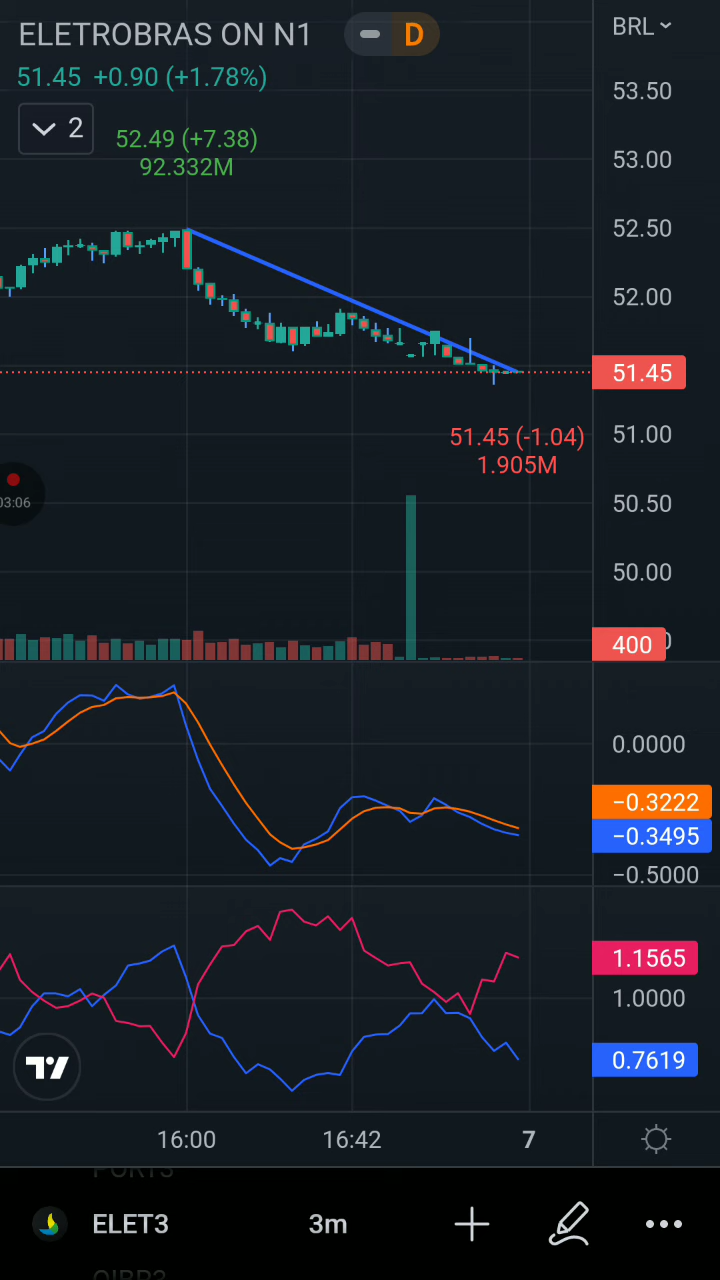 ELETROBRAS ON N1
D
BRL
51.45 +0.90 (+1.78%)
2
52.49 (+7.38)
92.332M
53.50
53.00
52.50
52.00
51.45
51.00
51.45 (-1.04)
1.905M
03:06
50.50
50.00
400
0.0000
−0.3222
−0.3495
−0.5000
1.1565
1.0000
0.7619
16:00 16:42 7
ELET3 3m